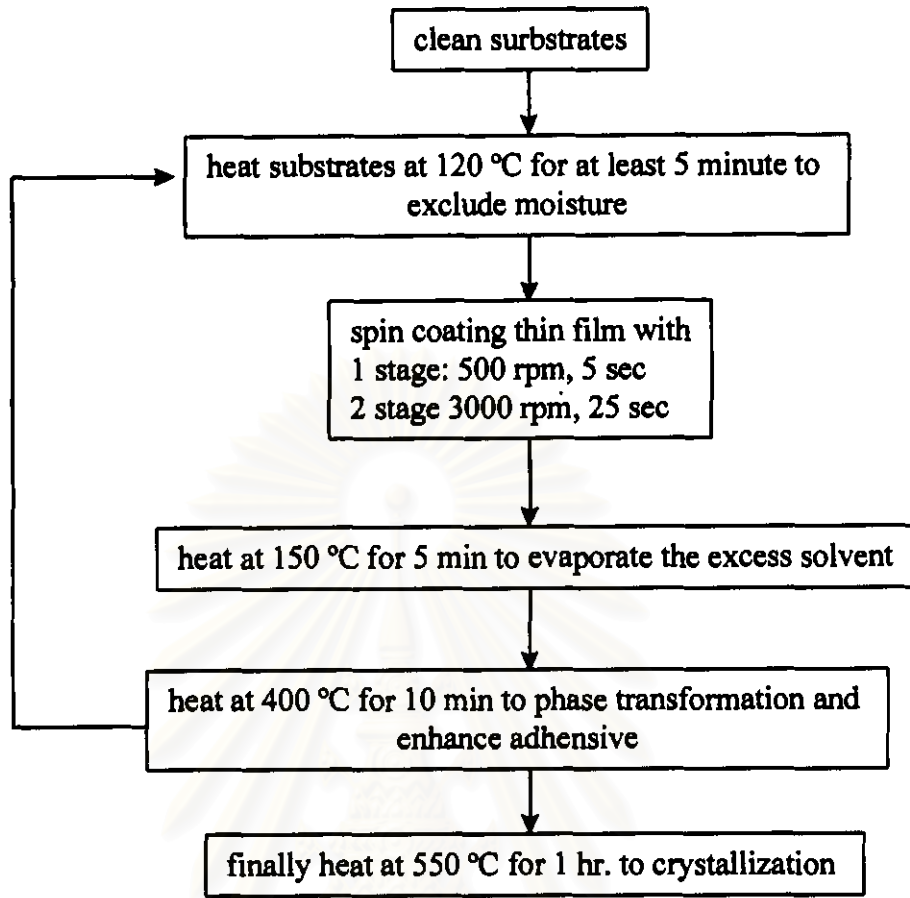 clean surbstrates
heat substrates at 120 °C for at least 5 minute to
exclude moisture
spin coating thin film with
1 stage: 500 rpm, 5 sec
2 stage 3000 rpm, 25 sec
heat at 150 °C for 5 min to evaporate the excess solvent
heat at 400 °C for 10 min to phase transformation and
enhance adhensive
finally heat at 550 °C for 1 hr. to crystallization